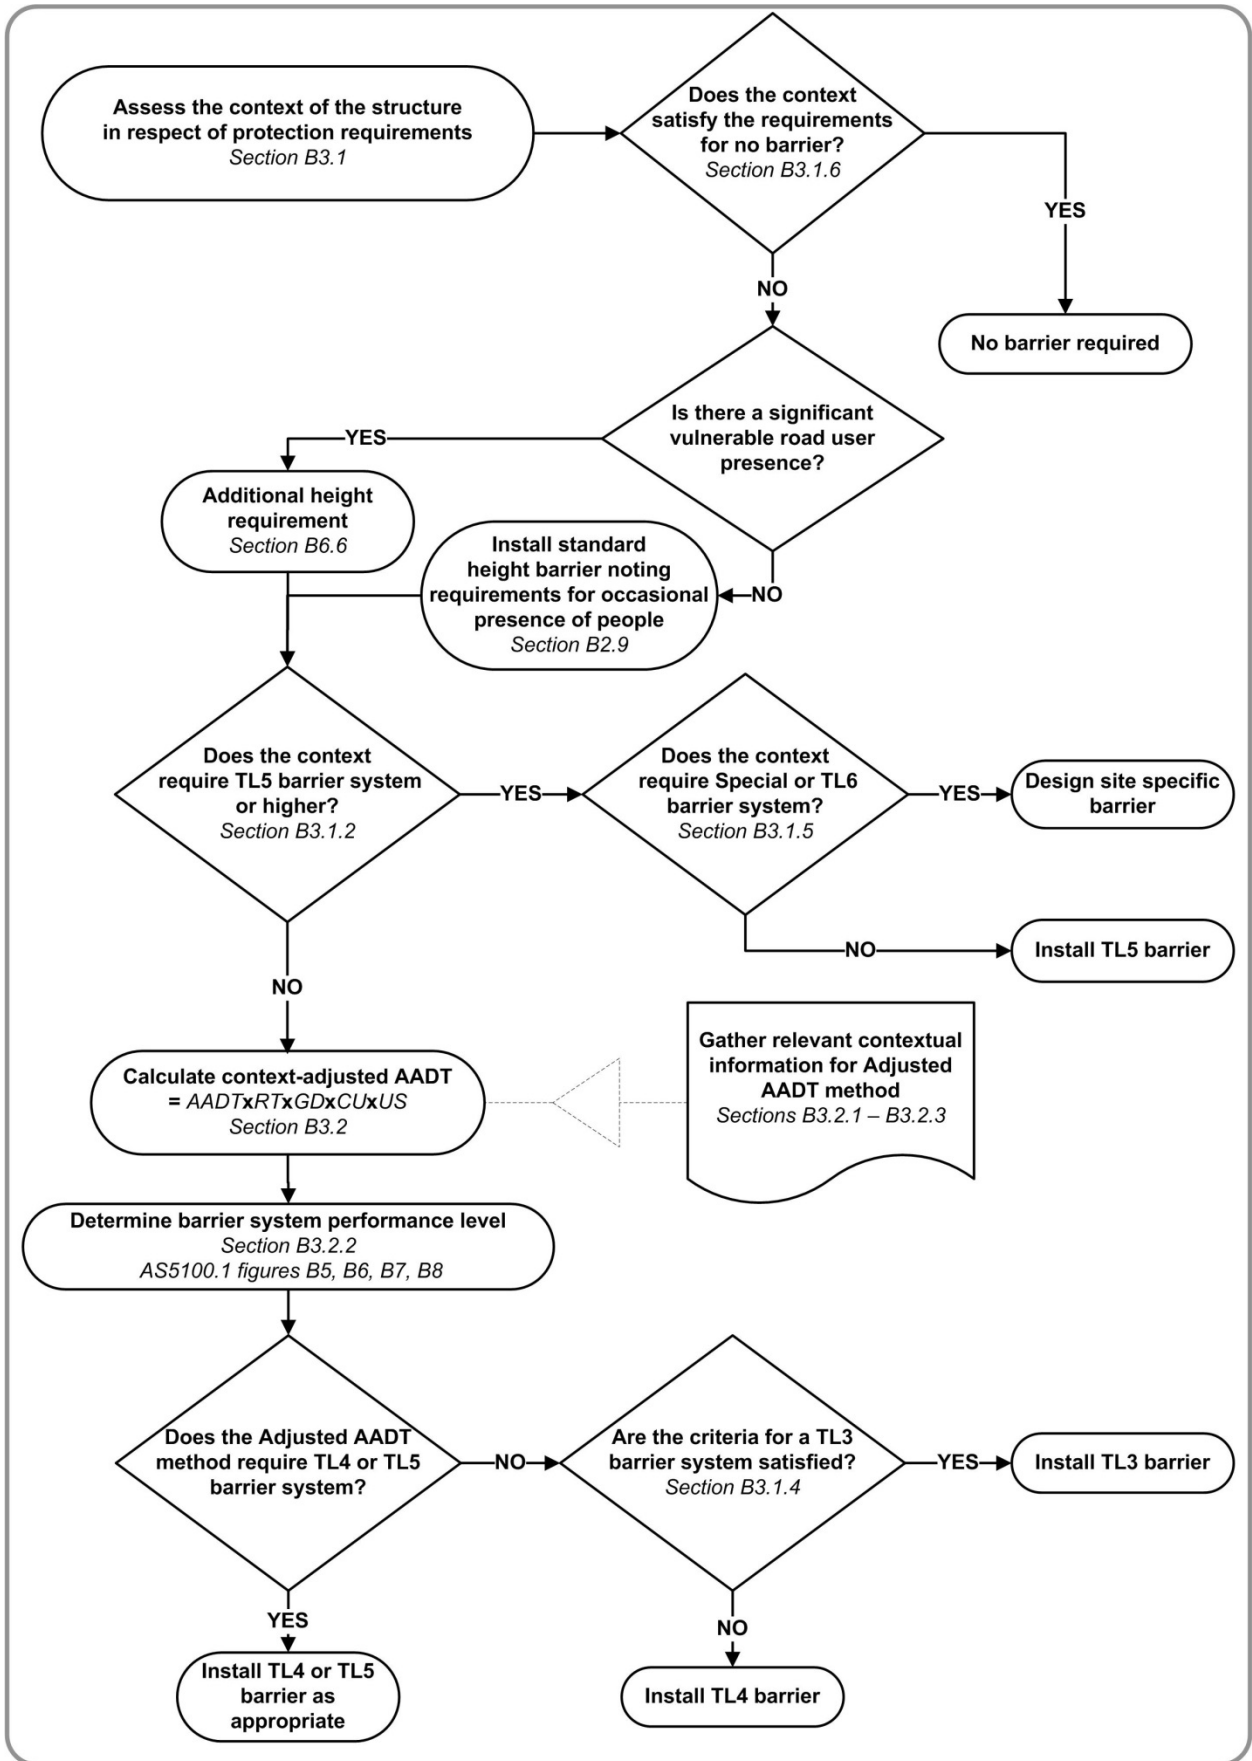 Assess the context of the structure
in respect of protection requirements
Section B3.1
Does the context
satisfy the requirements
for no barrier?
Section B3.1.6
YES
No barrier required
NO
Is there a significant
vulnerable road user
presence?
YES
Additional height
requirement
Section B6.6
NO
Install standard
height barrier noting
requirements for occasional
presence of people
Section B2.9
Does the context
require TL5 barrier system
or higher?
Section B3.1.2
YES
Does the context
require Special or TL6
barrier system?
Section B3.1.5
YES
Design site specific
barrier
NO
Install TL5 barrier
NO
Calculate context-adjusted AADT
= AADTxRTxGDxCUxUS
Section B3.2
Gather relevant contextual
information for Adjusted
AADT method
Sections B3.2.1 – B3.2.3
Determine barrier system performance level
Section B3.2.2
AS5100.1 figures B5, B6, B7, B8
Does the Adjusted AADT
method require TL4 or TL5
barrier system?
NO
Are the criteria for a TL3
barrier system satisfied?
Section B3.1.4
YES
Install TL3 barrier
YES
Install TL4 or TL5
barrier as
appropriate
NO
Install TL4 barrier